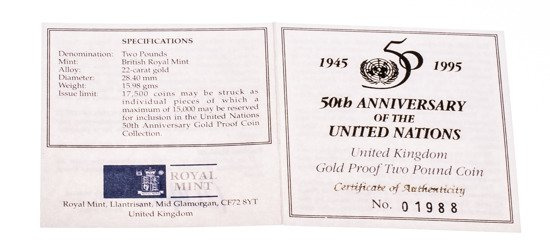 SPECIFICATIONS
Denomination: Two Pounds
Mint: British Royal Mint
Alloy: 22-carat gold
Diameter: 28.40 mm
Weight: 15.98 gms
Issue limit: 17,500 coins may be struck as
individual pieces of which a
maximum of 15,000 may be reserved
for inclusion in the United Nations
50th Anniversary Gold Proof Coin
Collection.
ROYAL
MINT
Royal Mint, Llantrisant, Mid Glamorgan, CF72 8YT
United Kingdom
1945 50 1995
50th ANNIVERSARY
OF THE
UNITED NATIONS
United Kingdom
Gold Proof Two Pound Coin
Certificate of Authenticity
No. 01988